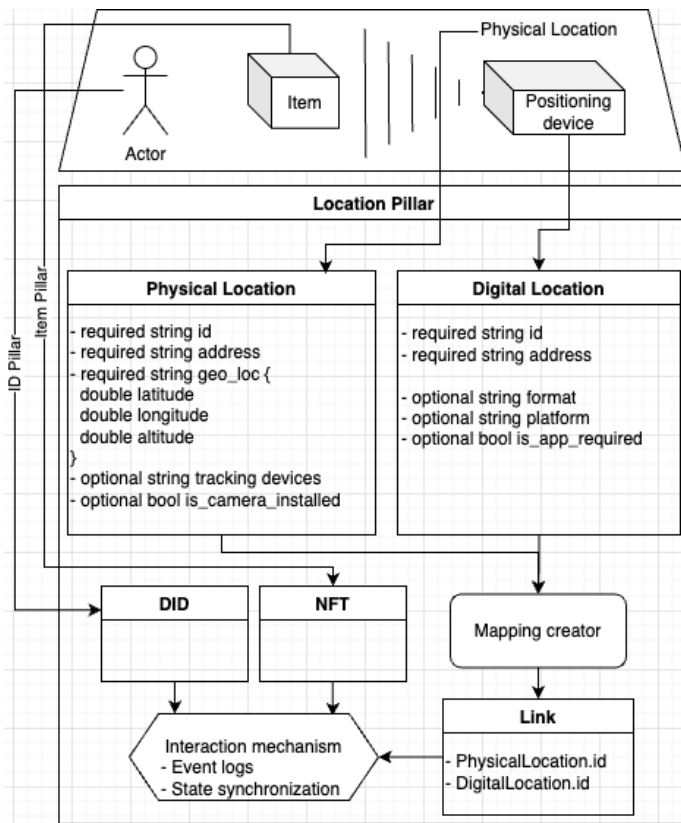 Physical Location
Item
Positioning
device
Actor
Location Pillar
Item Pillar
ID Pillar
Physical Location
- required string id
- required string address
- required string geo_loc {
double latitude
double longitude
double altitude
}
- optional string tracking devices
- optional bool is_camera_installed
Digital Location
- required string id
- required string address
- optional string format
- optional string platform
- optional bool is_app_required
DID
NFT
Mapping creator
Link
- PhysicalLocation.id
- DigitalLocation.id
Interaction mechanism
- Event logs
- State synchronization